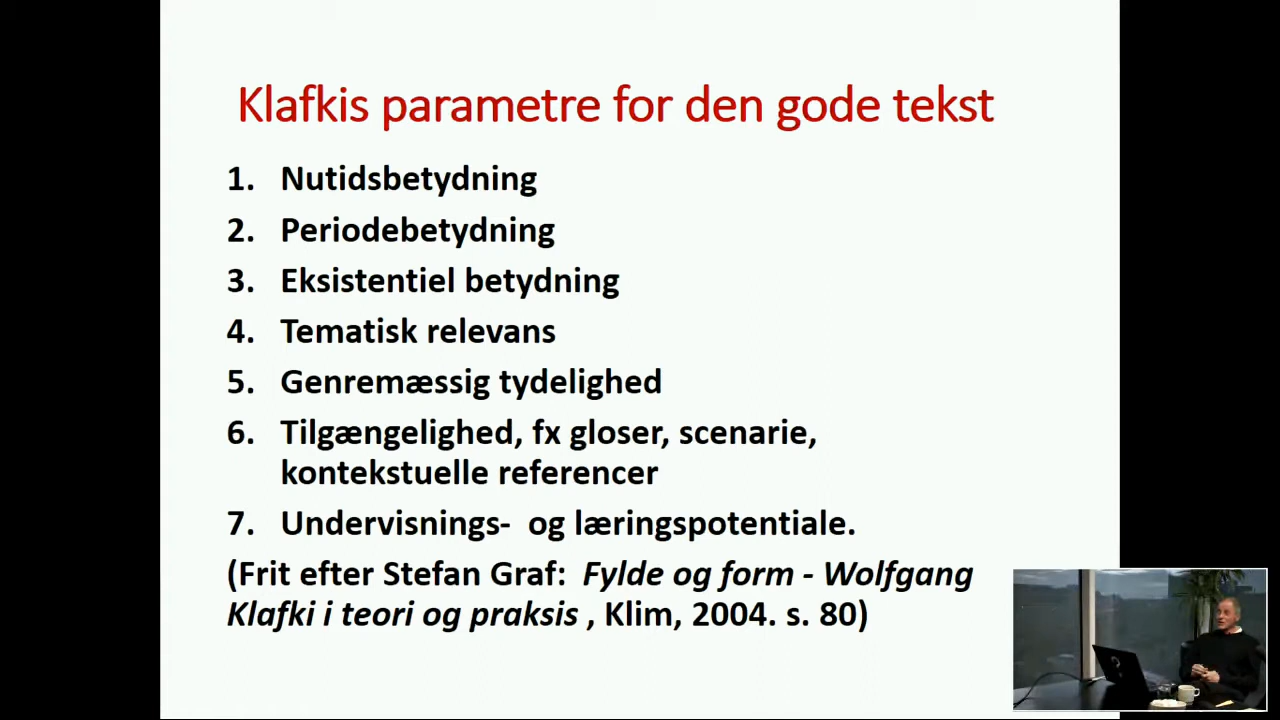 Klafkis parametre for den gode tekst
1. Nutidsbetydning
2. Periodebetydning
3. Eksistentiel betydning
4. Tematisk relevans
5. Genremæssig tydelighed
6. Tilgængelighed, fx gloser, scenarie,
kontekstuelle referencer
7. Undervisnings-  og læringspotentiale.
(Frit efter Stefan Graf:  Fylde og form - Wolfgang
Klafki i teori og praksis , Klim, 2004. s. 80)